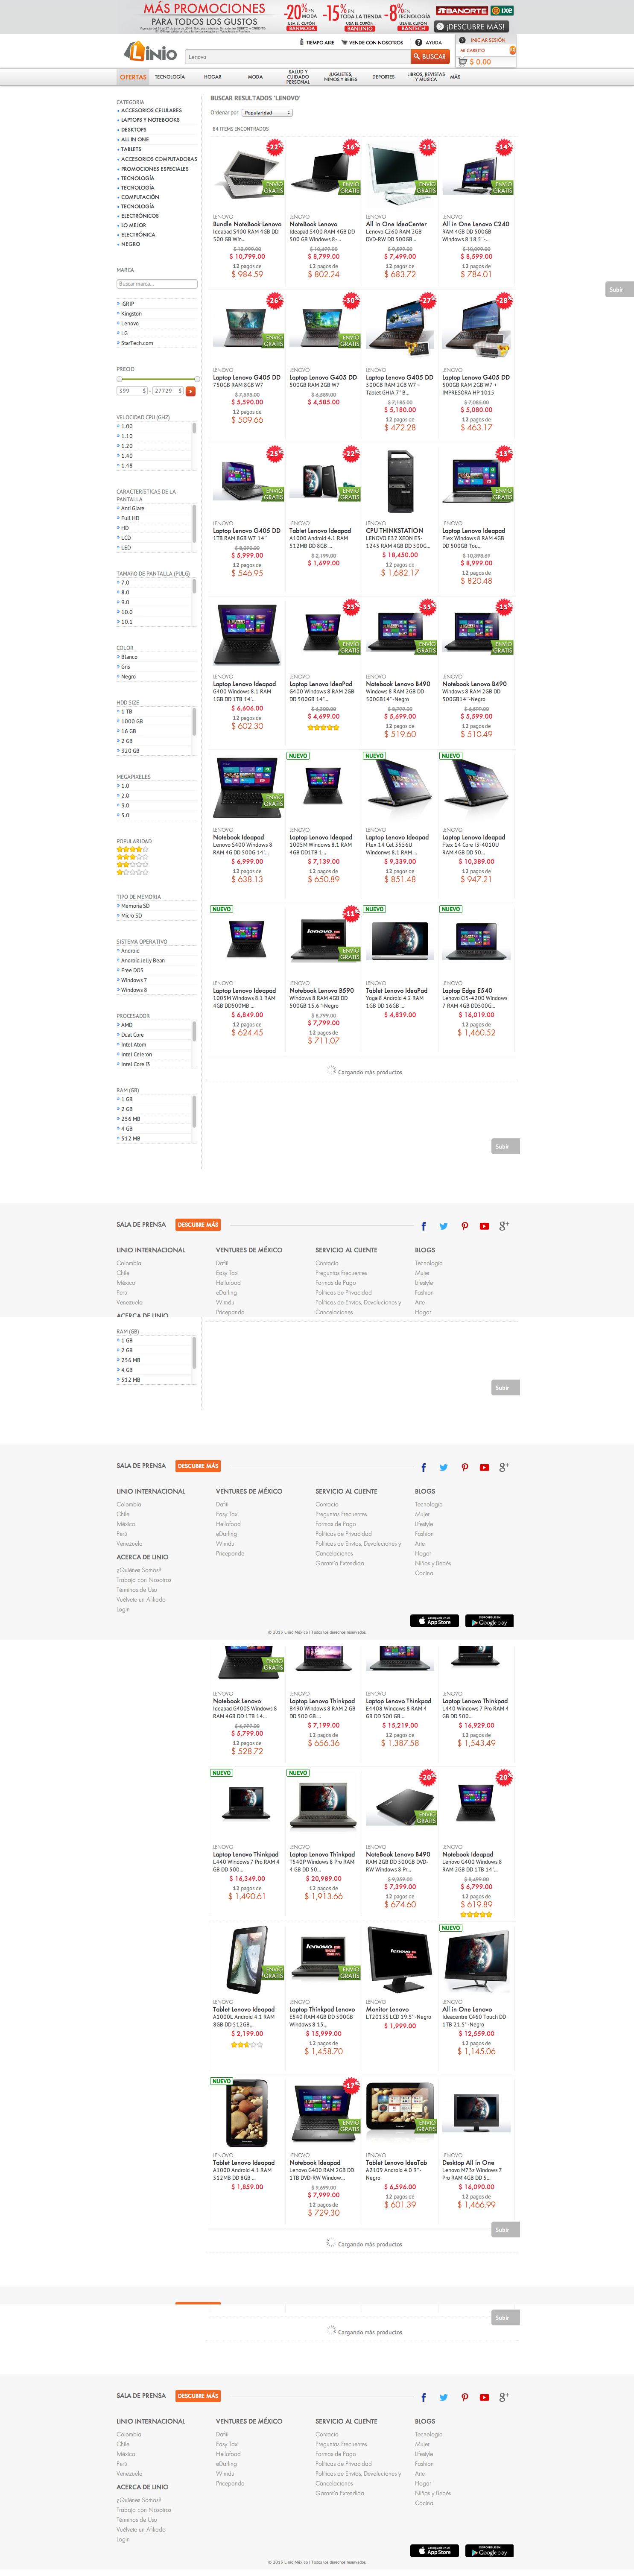 MÁS PROMOCIONES
PARA TODOS LOS GUSTOS
-20% EN MODA
USA EL CUPÓN
BANMODA
-15% EN TODA LA TIENDA
USA EL CUPÓN
BANLINIO
-8% EN TECNOLOGÍA
USA EL CUPÓN
BANTECH
BANORTE IXE
¡DESCUBRE MÁS!
Linio
TIEMPO AIRE
VENDE CON NOSOTROS
AYUDA
INICIAR SESIÓN
MI CARRITO
$ 0.00
Lenovo
BUSCAR
OFERTAS
TECNOLOGÍA
HOGAR
MODA
SALUD Y CUIDADO PERSONAL
JUGUETES, NIÑOS Y BEBES
DEPORTES
LIBROS, REVISTAS Y MÚSICA
MÁS
CATEGORIA
ACCESORIOS CELULARES
LAPTOPS Y NOTEBOOKS
DESKTOPS
ALL IN ONE
TABLETS
ACCESORIOS COMPUTADORAS
PROMOCIONES ESPECIALES
TECNOLOGÍA
TECNOLOGÍA
COMPUTACIÓN
TECNOLOGÍA
ELECTRÓNICOS
LO MEJOR
ELECTRÓNICA
NEGRO
MARCA
Buscar marca...
iGRIP
Kingston
Lenovo
LG
StarTech.com
PRECIO
599 $ - 27729 $
VELOCIDAD CPU (GHZ)
1.00
1.10
1.20
1.40
1.48
CARACTERISTICAS DE LA PANTALLA
Anti Glare
Full HD
HD
LCD
LED
TAMAñO DE PANTALLA (PULG)
7.0
8.0
9.0
10.0
10.1
COLOR
Blanco
Gris
Negro
HDD SIZE
1 TB
1000 GB
16 GB
2 GB
320 GB
MEGAPIXELES
1.0
2.0
3.0
5.0
POPULARIDAD
TIPO DE MEMORIA
Memoria SD
Micro SD
SISTEMA OPERATIVO
Android
Android Jelly Bean
Free DOS
Windows 7
Windows 8
PROCESADOR
AMD
Dual Core
Intel Atom
Intel Celeron
Intel Core i3
RAM (GB)
1 GB
2 GB
256 MB
4 GB
512 MB
BUSCAR RESULTADOS 'LENOVO'
Ordenar por Popularidad
84 ITEMS ENCONTRADOS
Subir
-22%
ENVÍO GRATIS
LENOVO
Bundle NoteBook Lenovo
Ideapad S400 RAM 4GB DD
500 GB Win...
$ 13,999.00
$ 10,799.00
12 pagos de
$ 984.59
-16%
ENVÍO GRATIS
LENOVO
NoteBook Lenovo
Ideapad S400 RAM 4GB DD
500 GB Windows 8-...
$ 10,499.00
$ 8,799.00
12 pagos de
$ 802.24
-21%
ENVÍO GRATIS
LENOVO
All in One IdeaCenter
Lenovo C260 RAM 2GB
DVD-RW DD 500GB...
$ 9,599.00
$ 7,499.00
12 pagos de
$ 683.72
-14%
ENVÍO GRATIS
LENOVO
All in One Lenovo C240
RAM 4GB DD 500GB
Windows 8 18.5''-...
$ 10,099.00
$ 8,599.00
12 pagos de
$ 784.01
-26%
ENVÍO GRATIS
LENOVO
Laptop Lenovo G405 DD
750GB RAM 8GB W7
$ 7,595.00
$ 5,590.00
12 pagos de
$ 509.66
-30%
ENVÍO GRATIS
LENOVO
Laptop Lenovo G405 DD
500GB RAM 2GB W7
$ 6,589.00
$ 4,585.00
-27%
LENOVO
Laptop Lenovo G405 DD
500GB RAM 2GB W7 +
Tablet GHIA 7" B...
$ 7,188.00
$ 5,180.00
12 pagos de
$ 472.28
-28%
LENOVO
Laptop Lenovo G405 DD
500GB RAM 2GB W7 +
IMPRESORA HP 1015
$ 7,088.00
$ 5,080.00
12 pagos de
$ 463.17
-25%
ENVÍO GRATIS
LENOVO
Laptop Lenovo G405 DD
1TB RAM 8GB W7 14''
$ 8,090.00
$ 5,999.00
12 pagos de
$ 546.95
-22%
ENVÍO GRATIS
LENOVO
Tablet Lenovo Ideapad
A1000 Android 4.1 RAM
512MB DD 8GB ...
$ 2,199.00
$ 1,699.00
LENOVO
CPU THINKSTATION
LENOVO E32 XEON E3-
1245 RAM 4GB DD 500G...
$ 18,450.00
12 pagos de
$ 1,682.17
-13%
ENVÍO GRATIS
LENOVO
Laptop Lenovo Ideapad
Flex Windows 8 RAM 4GB
DD 500GB Tou...
$ 10,398.69
$ 8,999.00
12 pagos de
$ 820.48
LENOVO
Laptop Lenovo Ideapad
G400 Windows 8.1 RAM
1GB DD 1TB 14´...
$ 6,606.00
12 pagos de
$ 602.30
-25%
ENVÍO GRATIS
LENOVO
Laptop Lenovo IdeaPad
G400 Windows 8 RAM 2GB
DD 500GB 14''...
$ 6,300.00
$ 4,699.00
-35%
ENVÍO GRATIS
LENOVO
Notebook Lenovo B490
Windows 8 RAM 2GB DD
500GB14''-Negro
$ 8,799.00
$ 5,699.00
12 pagos de
$ 519.60
-15%
ENVÍO GRATIS
LENOVO
Notebook Lenovo B490
Windows 8 RAM 2GB DD
500GB14''-Negro
$ 6,599.00
$ 5,599.00
12 pagos de
$ 510.49
ENVÍO GRATIS
LENOVO
Notebook Ideapad
Lenovo S400 Windows 8
RAM 4G DD 500G 14"...
$ 6,999.00
12 pagos de
$ 638.13
NUEVO
LENOVO
Laptop Lenovo Ideapad
1005M Windows 8.1 RAM
4GB DD1TB 1...
$ 7,139.00
12 pagos de
$ 650.89
NUEVO
LENOVO
Laptop Lenovo Ideapad
Flex 14 Cel 3556U
Windonws 8.1 RAM ...
$ 9,339.00
12 pagos de
$ 851.48
NUEVO
LENOVO
Laptop Lenovo Ideapad
Flex 14 Core I3-4010U
RAM 4GB DD 50...
$ 10,389.00
12 pagos de
$ 947.21
NUEVO
LENOVO
Laptop Lenovo Ideapad
1005M Windows 8.1 RAM
4GB DD500MB ...
$ 6,849.00
12 pagos de
$ 624.45
-11%
ENVÍO GRATIS
LENOVO
Notebook Lenovo B590
Windows 8 RAM 4GB DD
500GB 15.6''-Negro
$ 8,799.00
$ 7,799.00
12 pagos de
$ 711.07
NUEVO
LENOVO
Tablet Lenovo IdeaPad
Yoga 8 Android 4.2 RAM
1GB DD 16GB ...
$ 4,839.00
NUEVO
LENOVO
Laptop Edge E540
Lenovo Ci5-4200 Windows
7 RAM 4GB DD500G...
$ 16,019.00
12 pagos de
$ 1,460.52
Cargando más productos
Subir
SALA DE PRENSA
DESCUBRE MÁS
LINIO INTERNACIONAL
Colombia
Chile
México
Perú
Venezuela
ACERCA DE LINIO
VENTURES DE MÉXICO
Dafiti
Easy Taxi
Hellofood
eDarling
Wimdu
Pricepanda
SERVICIO AL CLIENTE
Contacto
Preguntas Frecuentes
Formas de Pago
Políticas de Privacidad
Políticas de Envíos, Devoluciones y
Cancelaciones
BLOGS
Tecnología
Mujer
Lifestyle
Fashion
Arte
Hogar
RAM (GB)
1 GB
2 GB
256 MB
4 GB
512 MB
Subir
SALA DE PRENSA
DESCUBRE MÁS
LINIO INTERNACIONAL
Colombia
Chile
México
Perú
Venezuela
ACERCA DE LINIO
¿Quiénes Somos?
Trabaja con Nosotros
Términos de Uso
Vuélvete un Afiliado
Login
VENTURES DE MÉXICO
Dafiti
Easy Taxi
Hellofood
eDarling
Wimdu
Pricepanda
SERVICIO AL CLIENTE
Contacto
Preguntas Frecuentes
Formas de Pago
Políticas de Privacidad
Políticas de Envíos, Devoluciones y
Cancelaciones
Garantía Extendida
BLOGS
Tecnología
Mujer
Lifestyle
Fashion
Arte
Hogar
Niños y Bebés
Cocina
App Store
Google play
© 2013 Linio México | Todos los derechos reservados.
ENVÍO GRATIS
LENOVO
Notebook Lenovo
Ideapad G400S Windows 8
RAM 4GB DD 1TB 14...
$ 6,999.00
$ 5,799.00
12 pagos de
$ 528.72
LENOVO
Laptop Lenovo Thinkpad
B490 Windows 8 RAM 2 GB
DD 500 GB ...
$ 7,199.00
12 pagos de
$ 656.36
LENOVO
Laptop Lenovo Thinkpad
E440B Windows 8 RAM 4
GB DD 500 GB...
$ 15,219.00
12 pagos de
$ 1,387.58
LENOVO
Laptop Lenovo Thinkpad
L440 Windows 7 Pro RAM 4
GB DD 500...
$ 16,929.00
12 pagos de
$ 1,543.49
NUEVO
LENOVO
Laptop Lenovo Thinkpad
L440 Windows 7 Pro RAM 4
GB DD 500...
$ 16,349.00
12 pagos de
$ 1,490.61
NUEVO
LENOVO
Laptop Lenovo Thinkpad
T540P Windows 8 Pro RAM
4 GB DD 50...
$ 20,989.00
12 pagos de
$ 1,913.66
-20%
ENVÍO GRATIS
LENOVO
NoteBook Lenovo B490
RAM 2GB DD 500GB DVD-
RW Windows 8 Pr...
$ 9,259.00
$ 7,399.00
12 pagos de
$ 674.60
-20%
LENOVO
Notebook Ideapad
Lenovo G400 Windows 8
RAM 2GB DD 1TB 14"...
$ 8,499.00
$ 6,799.00
12 pagos de
$ 619.89
ENVÍO GRATIS
LENOVO
Tablet Lenovo Ideapad
A1000L Android 4.1 RAM
8GB DD 512GB...
$ 2,199.00
ENVÍO GRATIS
LENOVO
Laptop Thinkpad Lenovo
E540 RAM 4GB DD 500GB
Windows 8 15...
$ 15,999.00
12 pagos de
$ 1,458.70
LENOVO
Monitor Lenovo
LT2013S LCD 19.5''-Negro
$ 1,999.00
NUEVO
LENOVO
All in One Lenovo
Ideacentre C460 Touch DD
1TB 21.5''-Negro
$ 12,559.00
12 pagos de
$ 1,145.06
NUEVO
LENOVO
Tablet Lenovo Ideapad
A1000 Android 4.1 RAM
512MB DD 8GB ...
$ 1,859.00
-17%
ENVÍO GRATIS
LENOVO
Notebook Ideapad
Lenovo G400 RAM 2GB DD
1TB DVD-RW Window...
$ 9,699.00
$ 7,999.00
12 pagos de
$ 729.30
ENVÍO GRATIS
LENOVO
Tablet Lenovo IdeaTab
A2109 Android 4.0 9''-
Negro
$ 6,596.00
12 pagos de
$ 601.39
LENOVO
Desktop All in One
Lenovo M73z Windows 7
Pro RAM 4GB DD 5...
$ 16,090.00
12 pagos de
$ 1,466.99
Subir
Cargando más productos
Subir
Cargando más productos
SALA DE PRENSA
DESCUBRE MÁS
LINIO INTERNACIONAL
Colombia
Chile
México
Perú
Venezuela
ACERCA DE LINIO
¿Quiénes Somos?
Trabaja con Nosotros
Términos de Uso
Vuélvete un Afiliado
Login
VENTURES DE MÉXICO
Dafiti
Easy Taxi
Hellofood
eDarling
Wimdu
Pricepanda
SERVICIO AL CLIENTE
Contacto
Preguntas Frecuentes
Formas de Pago
Políticas de Privacidad
Políticas de Envíos, Devoluciones y
Cancelaciones
Garantía Extendida
BLOGS
Tecnología
Mujer
Lifestyle
Fashion
Arte
Hogar
Niños y Bebés
Cocina
App Store
Google play
© 2013 Linio México | Todos los derechos reservados.